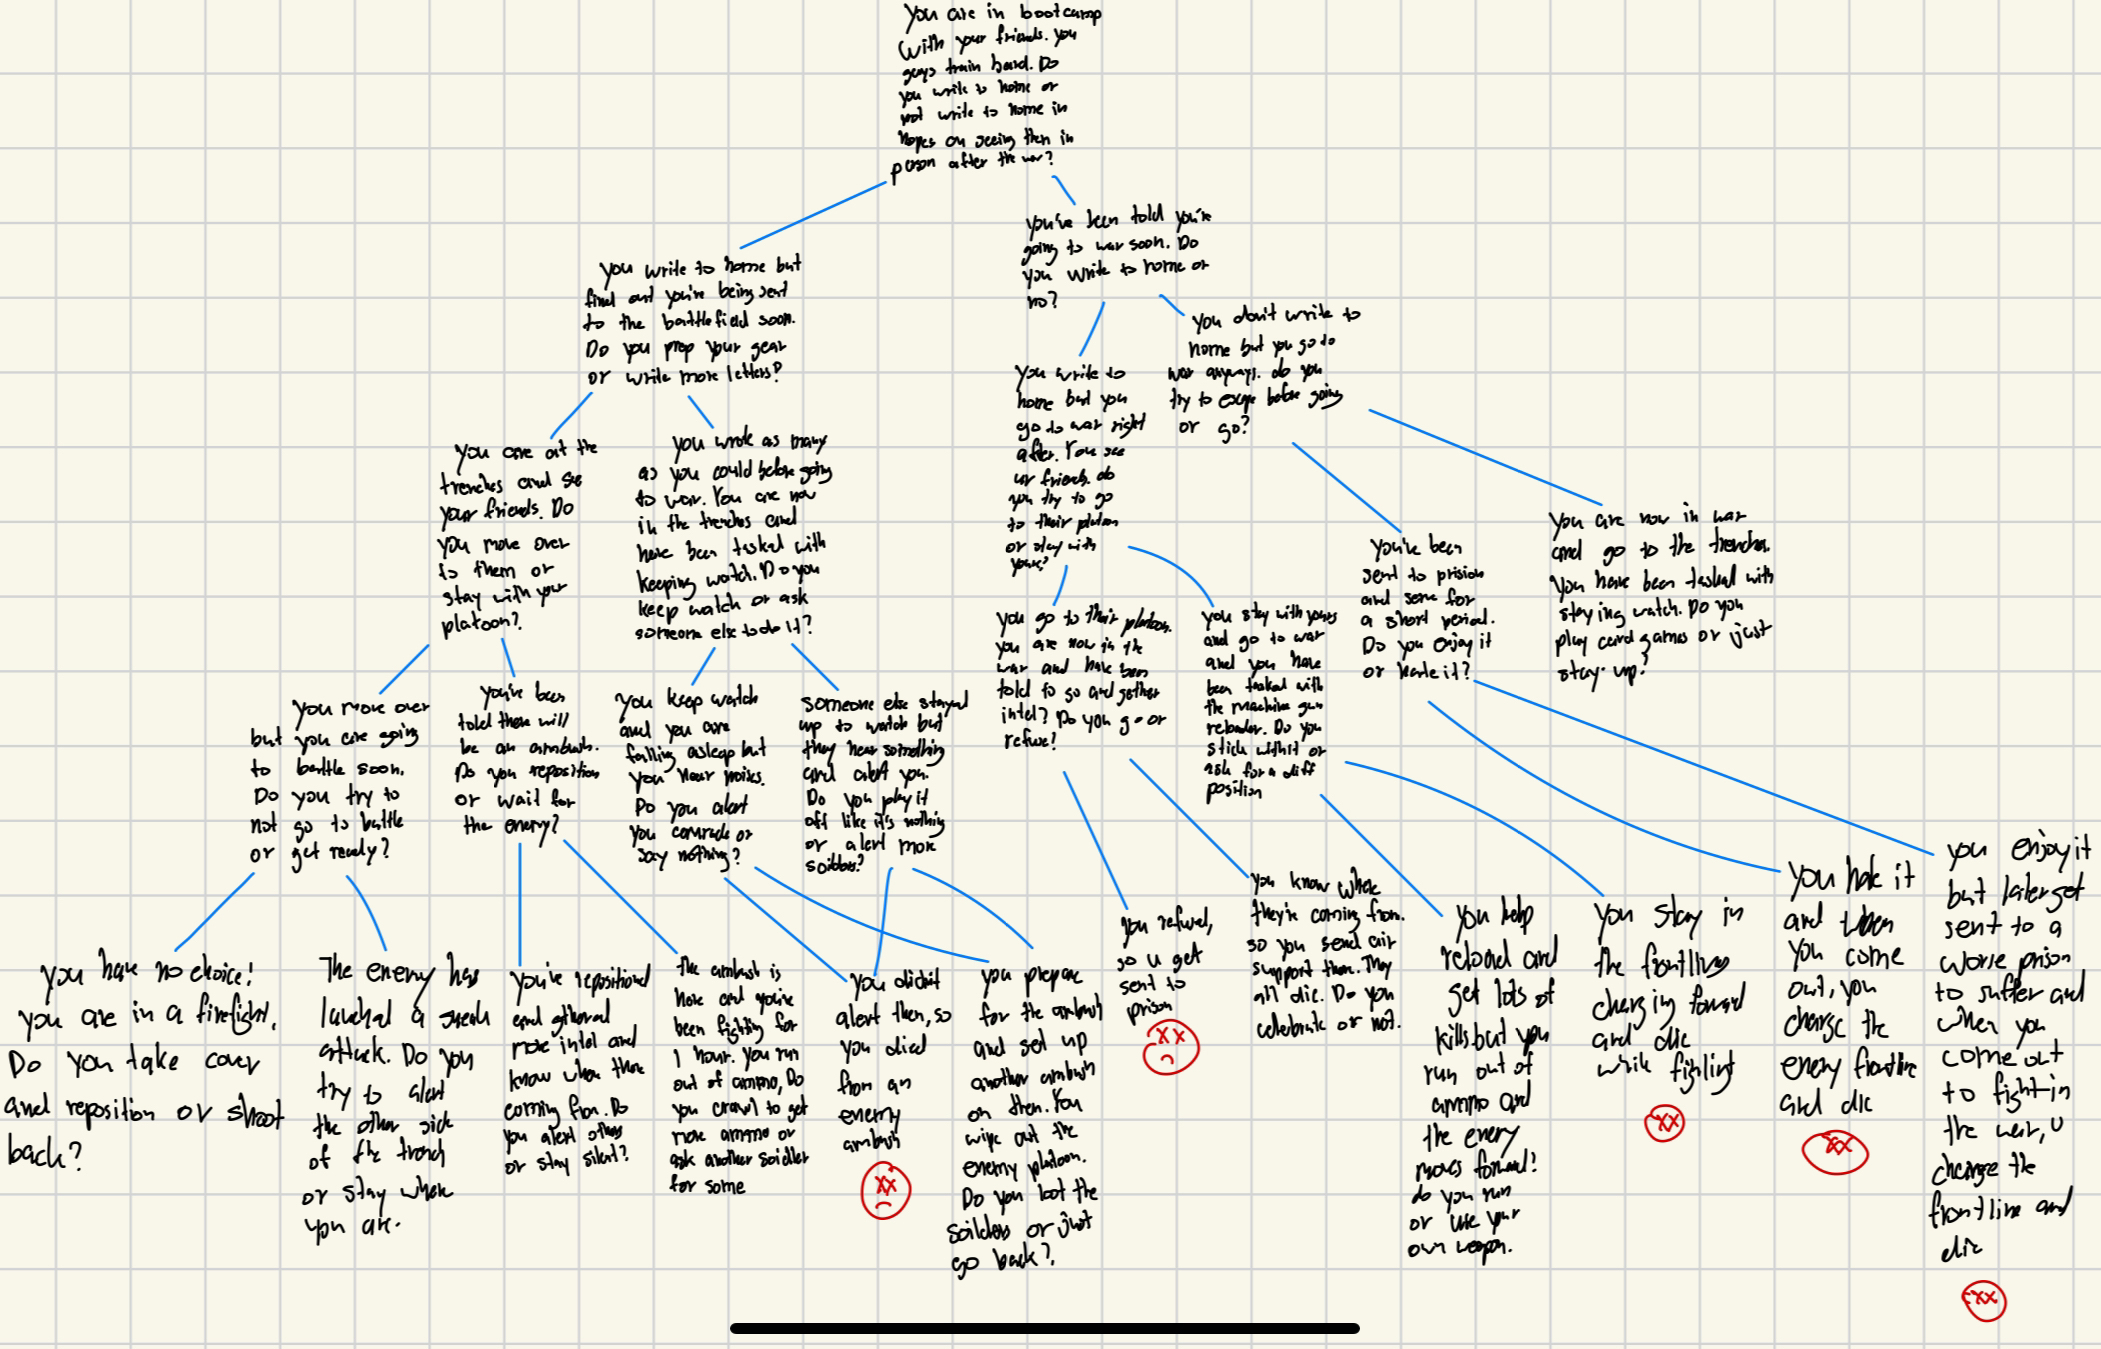 You are in bootcamp
with your friends. You
guys train hard. Do
you write to home or
not write to home in
hopes on seeing then in
person after the war?
You've been told you're
going to war soon. Do
you write to home or
no?
You write to home but
find out you're being sent
to the battlefield soon.
Do you prep your gear
or write more letters?
You don't write to
home but you go to
war anyways. do you
try to escape before going
or go?
You write to
home but you
go to war right
after. You see
ur friends. do
you try to go
to their platoon
or stay with
yours?
You are at the
trenches and see
your friends. Do
you move over
to them or
stay with your
platoon?
You wrote as many
as you could before going
to war. You are now
in the trenches and
have been tasked with
keeping watch. Do you
keep watch or ask
someone else to do it?
You've been
sent to prision
and serve for
a short period.
Do you enjoy it
or hate it?
You are now in war
and go to the trenches.
You have been tasked with
staying watch. Do you
play card games or just
stay up?
You go to their platoon.
you are now in the
war and have been
told to go and gather
intel? Do you go or
refuse?
You stay with yours
and go to war
and you have
been tasked with
the machine gun
reloader. Do you
stick with it or
ask for a diff
position
You move over
but you are going
to battle soon.
Do you try to
not go to battle
or get ready?
You've been
told there will
be an ambush.
Do you reposition
or wait for
the enemy?
You keep watch
and you are
falling asleep but
you hear noises.
Do you alert
you comrade or
say nothing?
someone else stayed
up to watch but
they hear something
and alert you.
Do you play it
off like it's nothing
or alert more
You have no choice!
you are in a firefight.
Do you take cover
and reposition or shoot
back?
The enemy has
a sneak
attack. Do you
try to alert
the other side
of the trench
or stay where
you are.
You've repositioned
and gathered
more intel and
know where there
coming from. Do
you alert others
or stay silent?
the ambush is
here and you've
been fighting for
1 hour. You run
out of ammo, Do
you crawl to get
more ammo or
ask another soidler
for some
You didn't
alert then, so
you died
from an
enemy
ambush
xx
you prepare
for the ambush
and set up
another ambush
on then. You
wipe out the
enemy platoon.
Do you loot the
soilders or just
go back?
You refused,
so u get
sent to
prison
xx
You know where
they're coming from.
so you send air
support then. They
all die. Do you
celebrate or not.
You help
reload and
get lots of
kills but you
run out of
ammo and
the enemy
moves forward!
do you run
or use your
own weapon.
You stay in
the frontlines
charging forward
and die
while fighting
xx
You hate it
and when
you come
out, you
charge the
enemy frontline
and die
xx
you enjoy it
but later get
sent to a
worse prison
to suffer and
when you
come out
to fight in
the war, u
charge the
frontline and
die
xx